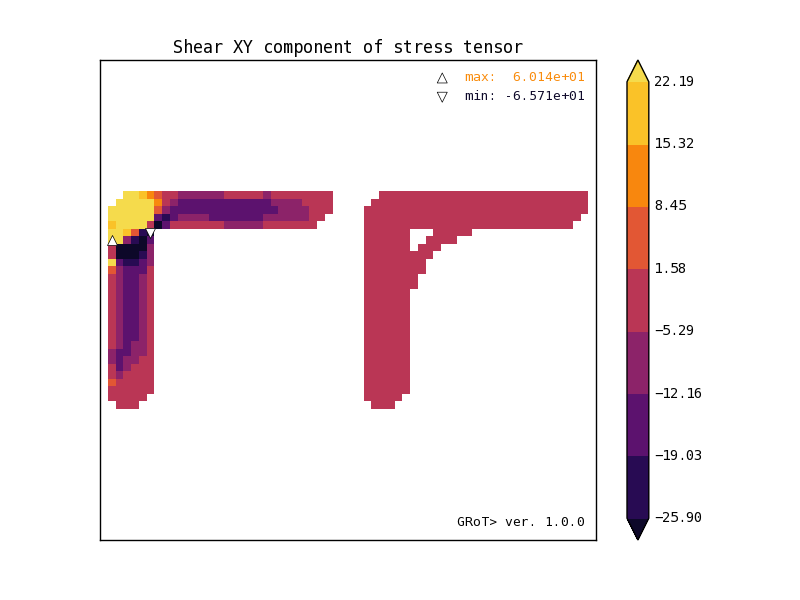 Shear XY component of stress tensor
△ max: 6.014e+01
▽ min: -6.571e+01
22.19
15.32
8.45
1.58
−5.29
−12.16
−19.03
−25.90
GRoT> ver. 1.0.0